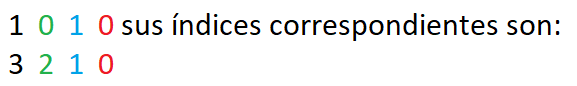 1 0 1 0 sus índices correspondientes son:
3 2 1 0